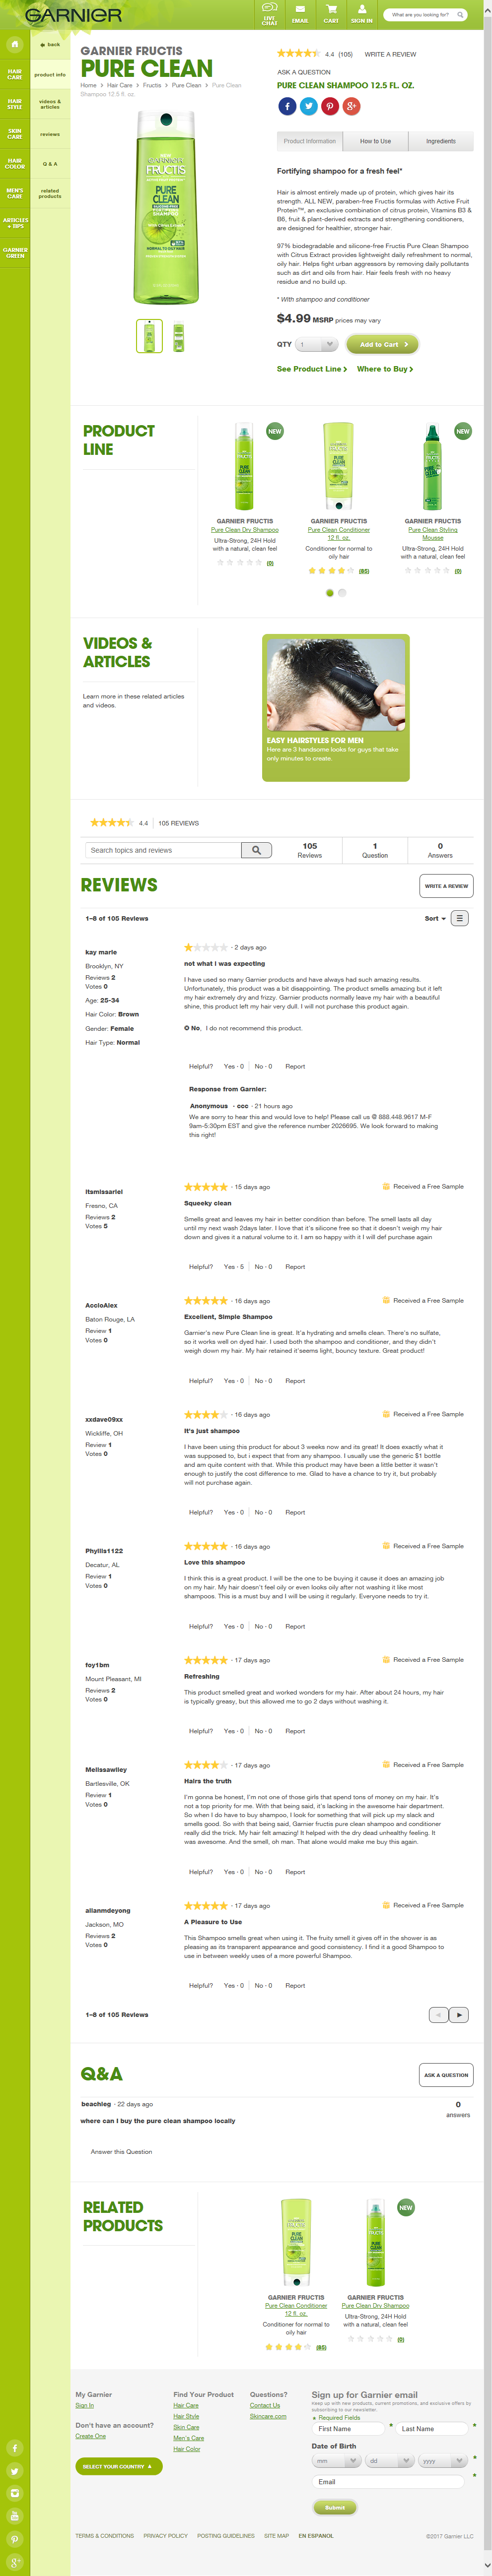 GARNIER
LIVE CHAT
EMAIL
CART
SIGN IN
What are you looking for?
back
product info
videos & articles
reviews
Q & A
related products
HAIR CARE
HAIR STYLE
SKIN CARE
HAIR COLOR
MEN'S CARE
ARTICLES + TIPS
GARNIER GREEN
GARNIER FRUCTIS
PURE CLEAN
Home > Hair Care > Fructis > Pure Clean > Pure Clean
Shampoo 12.5 fl. oz.
GARNIER
FRUCTIS
PURE
CLEAN
4.4 (105) WRITE A REVIEW
ASK A QUESTION
PURE CLEAN SHAMPOO 12.5 FL. OZ.
Product Information
How to Use
Ingredients
Fortifying shampoo for a fresh feel*
Hair is almost entirely made up of protein, which gives hair its
strength. ALL NEW, paraben-free Fructis formulas with Active Fruit
Protein™, an exclusive combination of citrus protein, Vitamins B3 &
B6, fruit & plant-derived extracts and strengthening conditioners,
are designed for healthier, stronger hair.
97% biodegradable and silicone-free Fructis Pure Clean Shampoo
with Citrus Extract provides lightweight daily refreshment to normal,
oily hair. Helps fight urban aggressors by removing daily pollutants
such as dirt and oils from hair. Hair feels fresh with no heavy
residue and no build up.
* With shampoo and conditioner
$4.99 MSRP prices may vary
QTY 1 Add to Cart >
See Product Line > Where to Buy >
PRODUCT
LINE
NEW
NEW
GARNIER FRUCTIS
Pure Clean Dry Shampoo
Ultra-Strong, 24H Hold
with a natural, clean feel
(0)
GARNIER FRUCTIS
Pure Clean Conditioner
12 fl. oz.
Conditioner for normal to
oily hair
(85)
GARNIER FRUCTIS
Pure Clean Styling
Mousse
Ultra-Strong, 24H Hold
with a natural, clean feel
(0)
VIDEOS &
ARTICLES
Learn more in these related articles
and videos.
EASY HAIRSTYLES FOR MEN
Here are 3 handsome looks for guys that take
only minutes to create.
4.4 105 REVIEWS
Search topics and reviews
105
Reviews
1
Question
0
Answers
REVIEWS
WRITE A REVIEW
1–8 of 105 Reviews
Sort
kay marie
Brooklyn, NY
Reviews 2
Votes 0
Age: 25-34
Hair Color: Brown
Gender: Female
Hair Type: Normal
· 2 days ago
not what I was expecting
I have used so many Garnier products and have always had such amazing results.
Unfortunately, this product was a bit disappointing. The product smells amazing but it left
my hair extremely dry and frizzy. Garnier products normally leave my hair with a beautiful
shine, this product left my hair very dull. I will not purchase this product again.
No, I do not recommend this product.
Helpful? Yes · 0 No · 0 Report
Response from Garnier:
Anonymous - ccc · 21 hours ago
We are sorry to hear this and would love to help! Please call us @ 888.448.9617 M-F
9am-5:30pm EST and give the reference number 2026695. We look forward to making
this right!
itsmissariel
Fresno, CA
Reviews 2
Votes 5
· 15 days ago
Received a Free Sample
Squeeky clean
Smells great and leaves my hair in better condition than before. The smell lasts all day
until my next wash 2days later. I love that it's silicone free so that it doesn't weigh my hair
down and gives it a natural volume to it. I am so happy with it I will def purchase again
Helpful? Yes · 5 No · 0 Report
AccioAlex
Baton Rouge, LA
Review 1
Votes 0
· 16 days ago
Received a Free Sample
Excellent, Simple Shampoo
Garnier's new Pure Clean line is great. It's hydrating and smells clean. There's no sulfate,
so it works well on dyed hair. I used both the shampoo and conditioner, and they didn't
weigh down my hair. My hair retained it'sseems light, bouncy texture. Great product!
Helpful? Yes · 0 No · 0 Report
xxdave09xx
Wickliffe, OH
Review 1
Votes 0
· 16 days ago
Received a Free Sample
It's just shampoo
I have been using this product for about 3 weeks now and its great! It does exactly what it
was supposed to, but i expect that from any shampoo. I usually use the generic $1 bottle
and am quite content with that. While this product may have been a little better it wasn't
enough to justify the cost difference to me. Glad to have a chance to try it, but probably
will not purchase again.
Helpful? Yes · 0 No · 0 Report
Phyllis1122
Decatur, AL
Review 1
Votes 0
· 16 days ago
Received a Free Sample
Love this shampoo
I think this is a great product. I will be the one to be buying it cause it does an amazing job
on my hair. My hair doesn't feel oily or even looks oily after not washing it like most
shampoos. This is a must buy and I will be using it regularly. Everyone needs to try it.
Helpful? Yes · 0 No · 0 Report
foy1bm
Mount Pleasant, MI
Reviews 2
Votes 0
· 17 days ago
Received a Free Sample
Refreshing
This product smelled great and worked wonders for my hair. After about 24 hours, my hair
is typically greasy, but this allowed me to go 2 days without washing it.
Helpful? Yes · 0 No · 0 Report
Melissawiley
Bartlesville, OK
Review 1
Votes 0
· 17 days ago
Received a Free Sample
Hairs the truth
I'm gonna be honest, I'm not one of those girls that spend tons of money on my hair. It's
not a top priority for me. With that being said, it's lacking in the awesome hair department.
So when I do have to buy shampoo, I look for something that will pick up my slack and
smells good. So with that being said, Garnier fructis pure clean shampoo and conditioner
really did the trick. My hair felt amazing! It helped with the dry dead unhealthy feeling. It
was awesome. And the smell, oh man. That alone would make me buy this again.
Helpful? Yes · 0 No · 0 Report
allanmdeyong
Jackson, MO
Reviews 2
Votes 0
· 17 days ago
Received a Free Sample
A Pleasure to Use
This Shampoo smells great when using it. The fruity smell it gives off in the shower is as
pleasing as its transparent appearance and and consistency. I find it a good Shampoo to
use in between weekly uses of a more powerful Shampoo.
Helpful? Yes · 0 No · 0 Report
1–8 of 105 Reviews
Q&A
ASK A QUESTION
beachleg · 22 days ago
where can I buy the pure clean shampoo locally
0
answers
Answer this Question
RELATED
PRODUCTS
NEW
GARNIER FRUCTIS
Pure Clean Conditioner
12 fl. oz.
Conditioner for normal to
oily hair
(85)
GARNIER FRUCTIS
Pure Clean Dry Shampoo
Ultra-Strong, 24H Hold
with a natural, clean feel
(0)
My Garnier
Sign In
Don't have an account?
Create One
SELECT YOUR COUNTRY
Find Your Product
Hair Care
Hair Style
Skin Care
Men's Care
Hair Color
Questions?
Contact Us
Skincare.com
Sign up for Garnier email
Keep up with new products, current promotions, and exclusive offers by
subscribing to our newsletter.
* Required Fields
First Name * Last Name *
Date of Birth
mm dd yyyy *
Email *
Submit
TERMS & CONDITIONS PRIVACY POLICY POSTING GUIDELINES SITE MAP EN ESPANOL
©2017 Garnier LLC